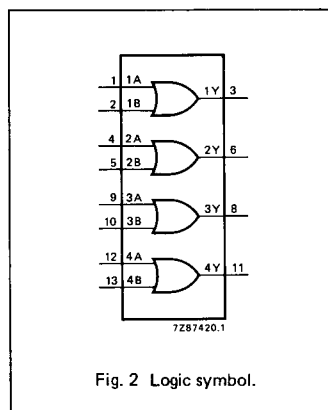 1 1A 1Y 3
2 1B
4 2A 2Y 6
5 2B
9 3A 3Y 8
10 3B
12 4A 4Y 11
13 4B
7Z87420.1
Fig. 2 Logic symbol.